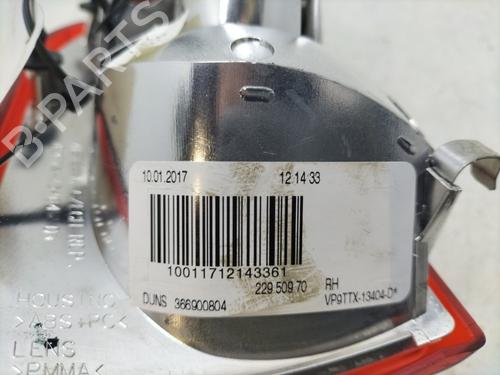 10.01.2017 12.14.33
10011712143361
229.509.70
DUNS 366900804
RH
VP9TTX-13404-D*
HOUSING
>ABS+PC<
LENS
>PMMA<
B-PARTS